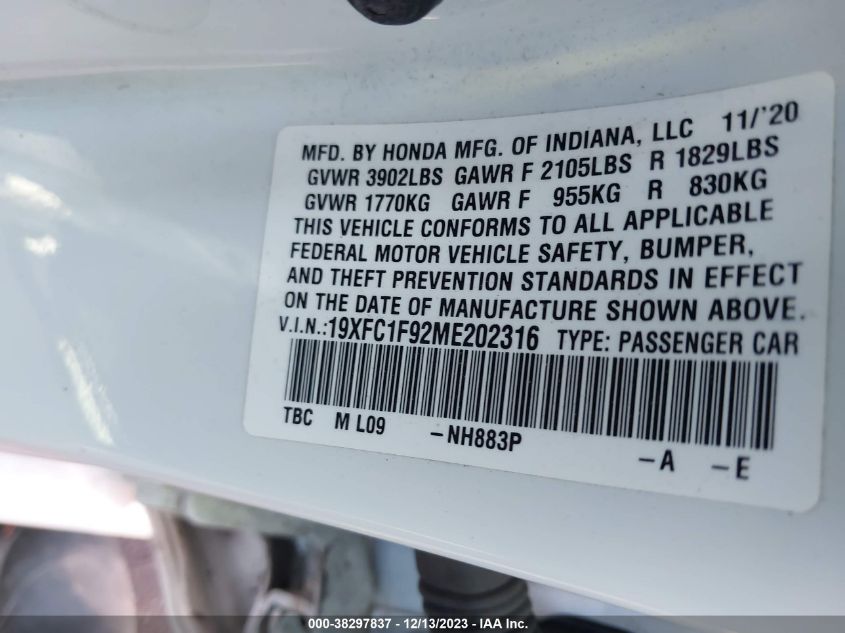 MFD. BY HONDA MFG. OF INDIANA, LLC 11/'20
GVWR 3902LBS GAWR F 2105LBS R 1829LBS
GVWR 1770KG GAWR F 955KG R 830KG
THIS VEHICLE CONFORMS TO ALL APPLICABLE
FEDERAL MOTOR VEHICLE SAFETY, BUMPER,
AND THEFT PREVENTION STANDARDS IN EFFECT
ON THE DATE OF MANUFACTURE SHOWN ABOVE.
V.I.N.:19XFC1F92ME202316 TYPE: PASSENGER CAR
TBC M L09 -NH883P -A -E
000-38297837 - 12/13/2023 - IAA Inc.